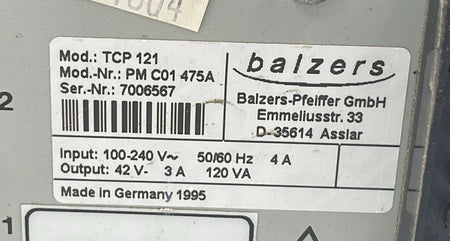 Mod.: TCP 121
Mod.-Nr.: PM C01 475A
Ser.-Nr.: 7006567
balzers
Balzers-Pfeiffer GmbH
Emmeliusstr. 33
D-35614 Asslar
Input: 100-240 V~ 50/60 Hz 4 A
Output: 42 V- 3 A 120 VA
Made in Germany 1995
2
1